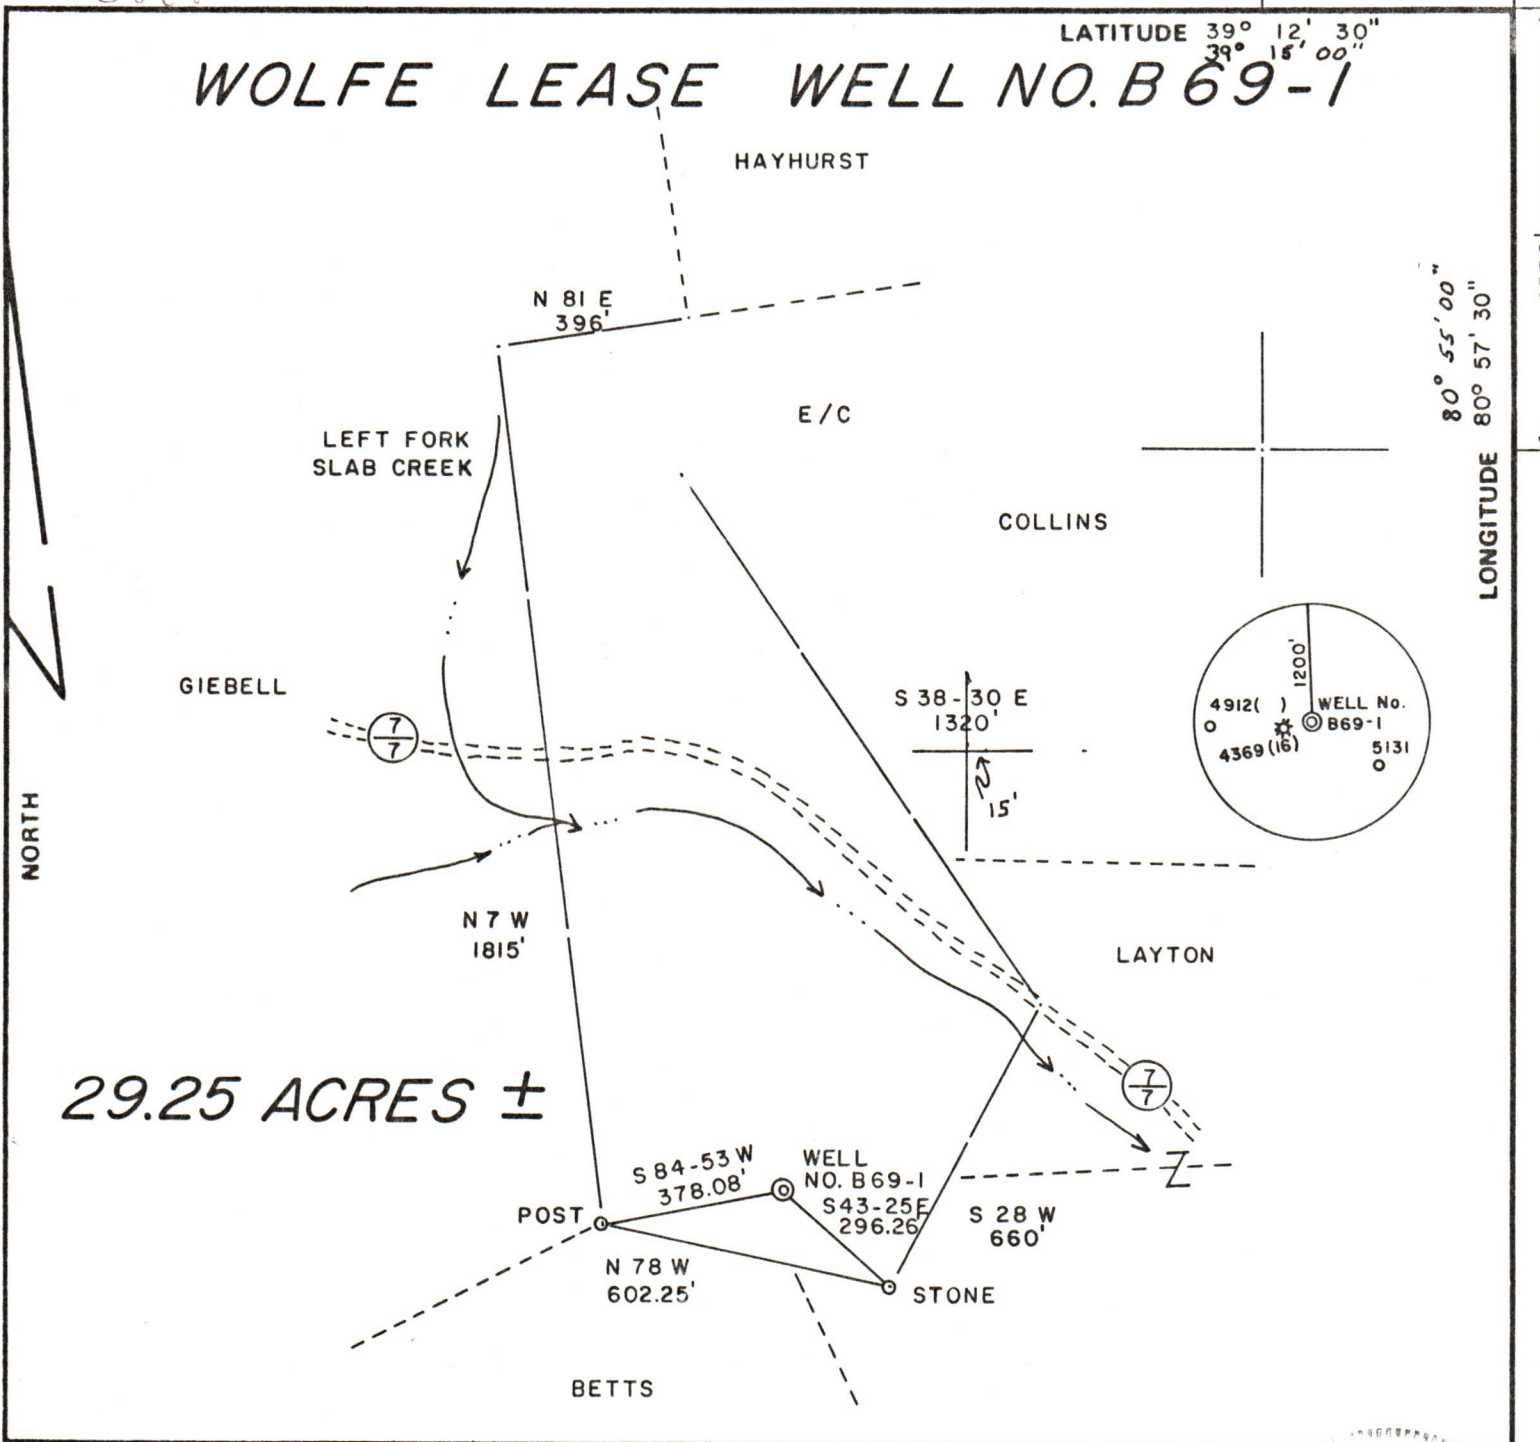 LATITUDE 39° 12' 30"
39° 15' 00"
WOLFE LEASE WELL NO. B 69-1
HAYHURST
N 81 E
396'
80° 55' 00"
LONGITUDE 80° 57' 30"
E/C
LEFT FORK
SLAB CREEK
COLLINS
GIEBELL
S 38-30 E
1320'
15'
1200'
4912( )
WELL No.
B69-1
4369(16)
5131
7
7
NORTH
N 7 W
1815'
LAYTON
29.25 ACRES ±
7
7
S 84-53 W
378.08'
WELL
NO. B69-1
S43-25E
296.26'
S 28 W
660'
POST
N 78 W
602.25'
STONE
BETTS